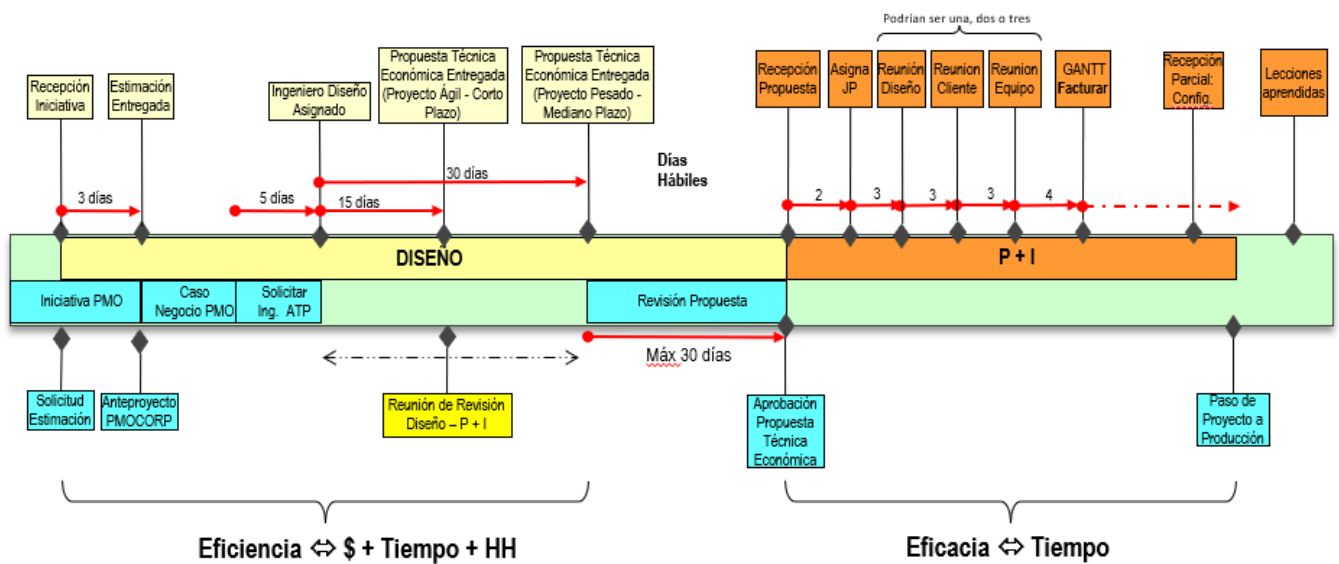 Podrían ser una, dos o tres
Recepción
Iniciativa
Estimación
Entregada
Ingeniero Diseño
Asignado
Propuesta Técnica
Económica Entregada
(Proyecto Ágil - Corto
Plazo)
Propuesta Técnica
Económica Entregada
(Proyecto Pesado -
Mediano Plazo)
Recepción
Propuesta
Asigna
JP
Reunión
Diseño
Reunion
Cliente
Reunion
Equipo
GANTT
Facturar
Recepción
Parcial:
Config.
Lecciones
aprendidas
Días
Hábiles
3 días
5 días
15 días
30 días
2
3
3
3
4
DISEÑO
P + I
Iniciativa PMO
Caso
Negocio PMO
Solicitar
Ing. ATP
Revisión Propuesta
Máx 30 días
Solicitud
Estimación
Anteproyecto
PMOCORP
Reunión de Revisión
Diseño – P + I
Aprobación
Propuesta
Técnica
Económica
Paso de
Proyecto a
Producción
Eficiencia ⇔ $ + Tiempo + HH
Eficacia ⇔ Tiempo